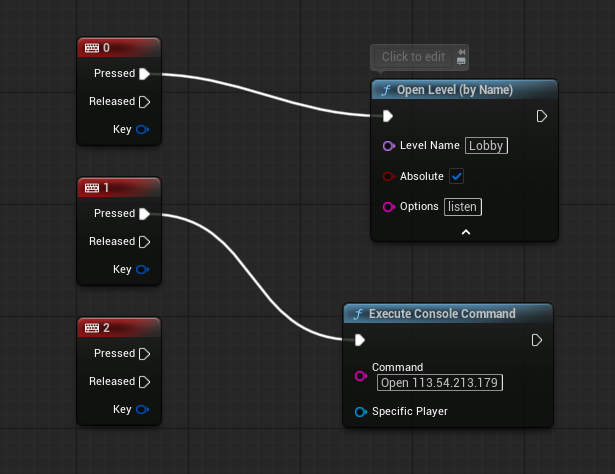 0
Pressed
Released
Key
Click to edit
Open Level (by Name)
Level Name Lobby
Absolute
Options listen
1
Pressed
Released
Key
2
Pressed
Released
Key
Execute Console Command
Command
Open 113.54.213.179
Specific Player